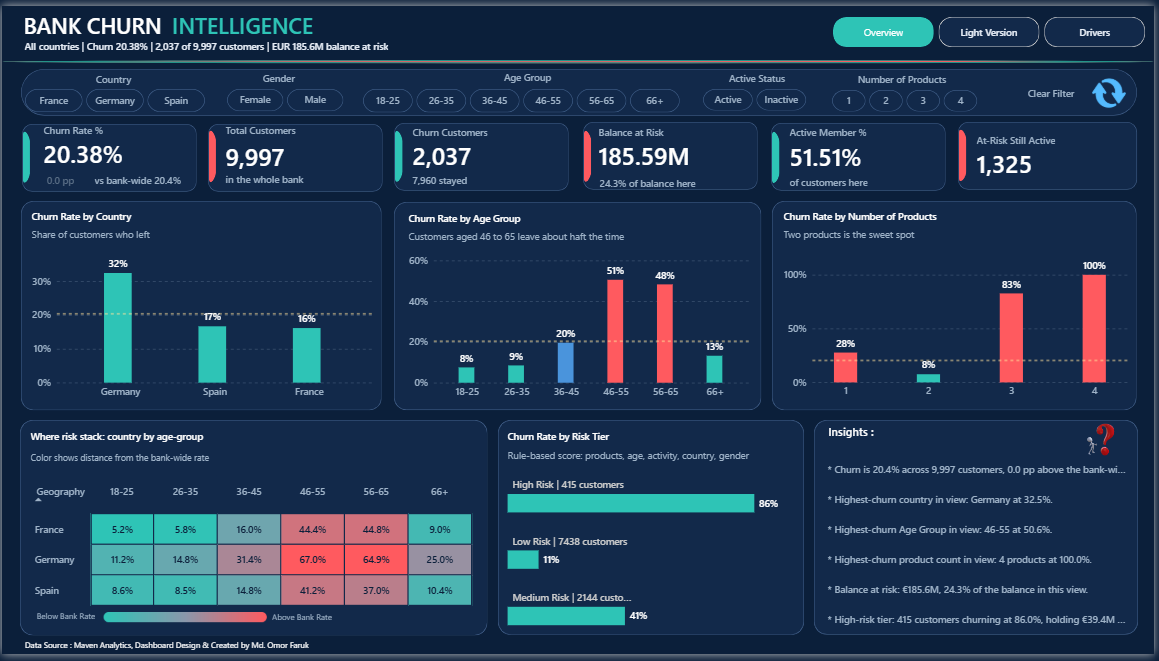 BANK CHURN INTELLIGENCE
All countries | Churn 20.38% | 2,037 of 9,997 customers | EUR 185.6M balance at risk
Overview
Light Version
Drivers
Country
France Germany Spain
Gender
Female Male
Age Group
18-25 26-35 36-45 46-55 56-65 66+
Active Status
Active Inactive
Number of Products
1 2 3 4
Clear Filter
Churn Rate %
20.38%
0.0 pp vs bank-wide 20.4%
Total Customers
9,997
in the whole bank
Churn Customers
2,037
7,960 stayed
Balance at Risk
185.59M
24.3% of balance here
Active Member %
51.51%
of customers here
At-Risk Still Active
1,325
Churn Rate by Country
Share of customers who left
30%
20%
10%
0%
32%
17%
16%
Germany Spain France
Churn Rate by Age Group
Customers aged 46 to 65 leave about haft the time
60%
40%
20%
0%
8%
9%
20%
51%
48%
13%
18-25 26-35 36-45 46-55 56-65 66+
Churn Rate by Number of Products
Two products is the sweet spot
100%
50%
0%
28%
8%
83%
100%
1 2 3 4
Where risk stack: country by age-group
Color shows distance from the bank-wide rate
Geography 18-25 26-35 36-45 46-55 56-65 66+
France 5.2% 5.8% 16.0% 44.4% 44.8% 9.0%
Germany 11.2% 14.8% 31.4% 67.0% 64.9% 25.0%
Spain 8.6% 8.5% 14.8% 41.2% 37.0% 10.4%
Below Bank Rate Above Bank Rate
Churn Rate by Risk Tier
Rule-based score: products, age, activity, country, gender
High Risk | 415 customers
86%
Low Risk | 7438 customers
11%
Medium Risk | 2144 custo...
41%
Insights :
* Churn is 20.4% across 9,997 customers, 0.0 pp above the bank-wi...
* Highest-churn country in view: Germany at 32.5%.
* Highest-churn Age Group in view: 46-55 at 50.6%.
* Highest-churn product count in view: 4 products at 100.0%.
* Balance at risk: €185.6M, 24.3% of the balance in this view.
* High-risk tier: 415 customers churning at 86.0%, holding €39.4M ...
Data Source : Maven Analytics, Dashboard Design & Created by Md. Omor Faruk